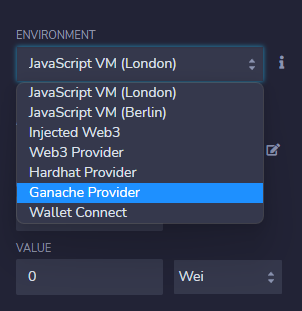 ENVIRONMENT
JavaScript VM (London)
JavaScript VM (London)
JavaScript VM (Berlin)
Injected Web3
Web3 Provider
Hardhat Provider
Ganache Provider
Wallet Connect
VALUE
0
Wei